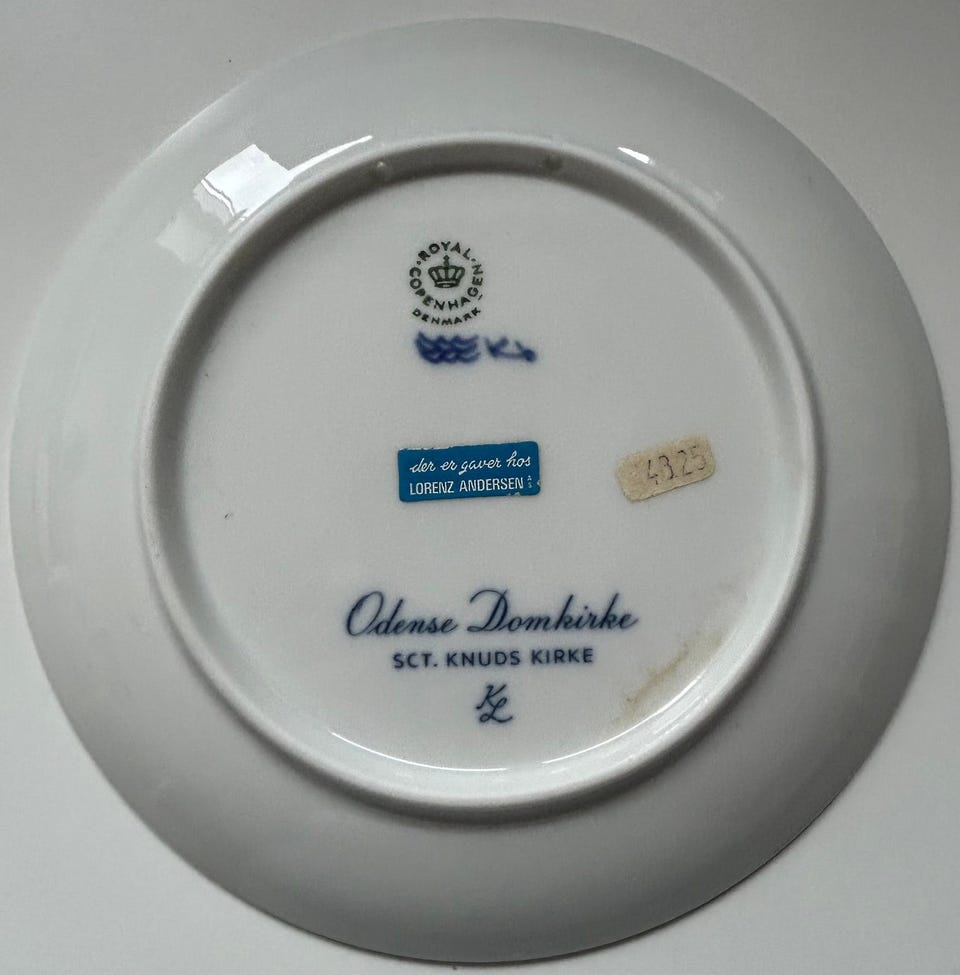 ROYAL COPENHAGEN
DENMARK
der er gaver hos
LORENZ ANDERSEN A/S
4325
Odense Domkirke
SCT. KNUDS KIRKE
KL